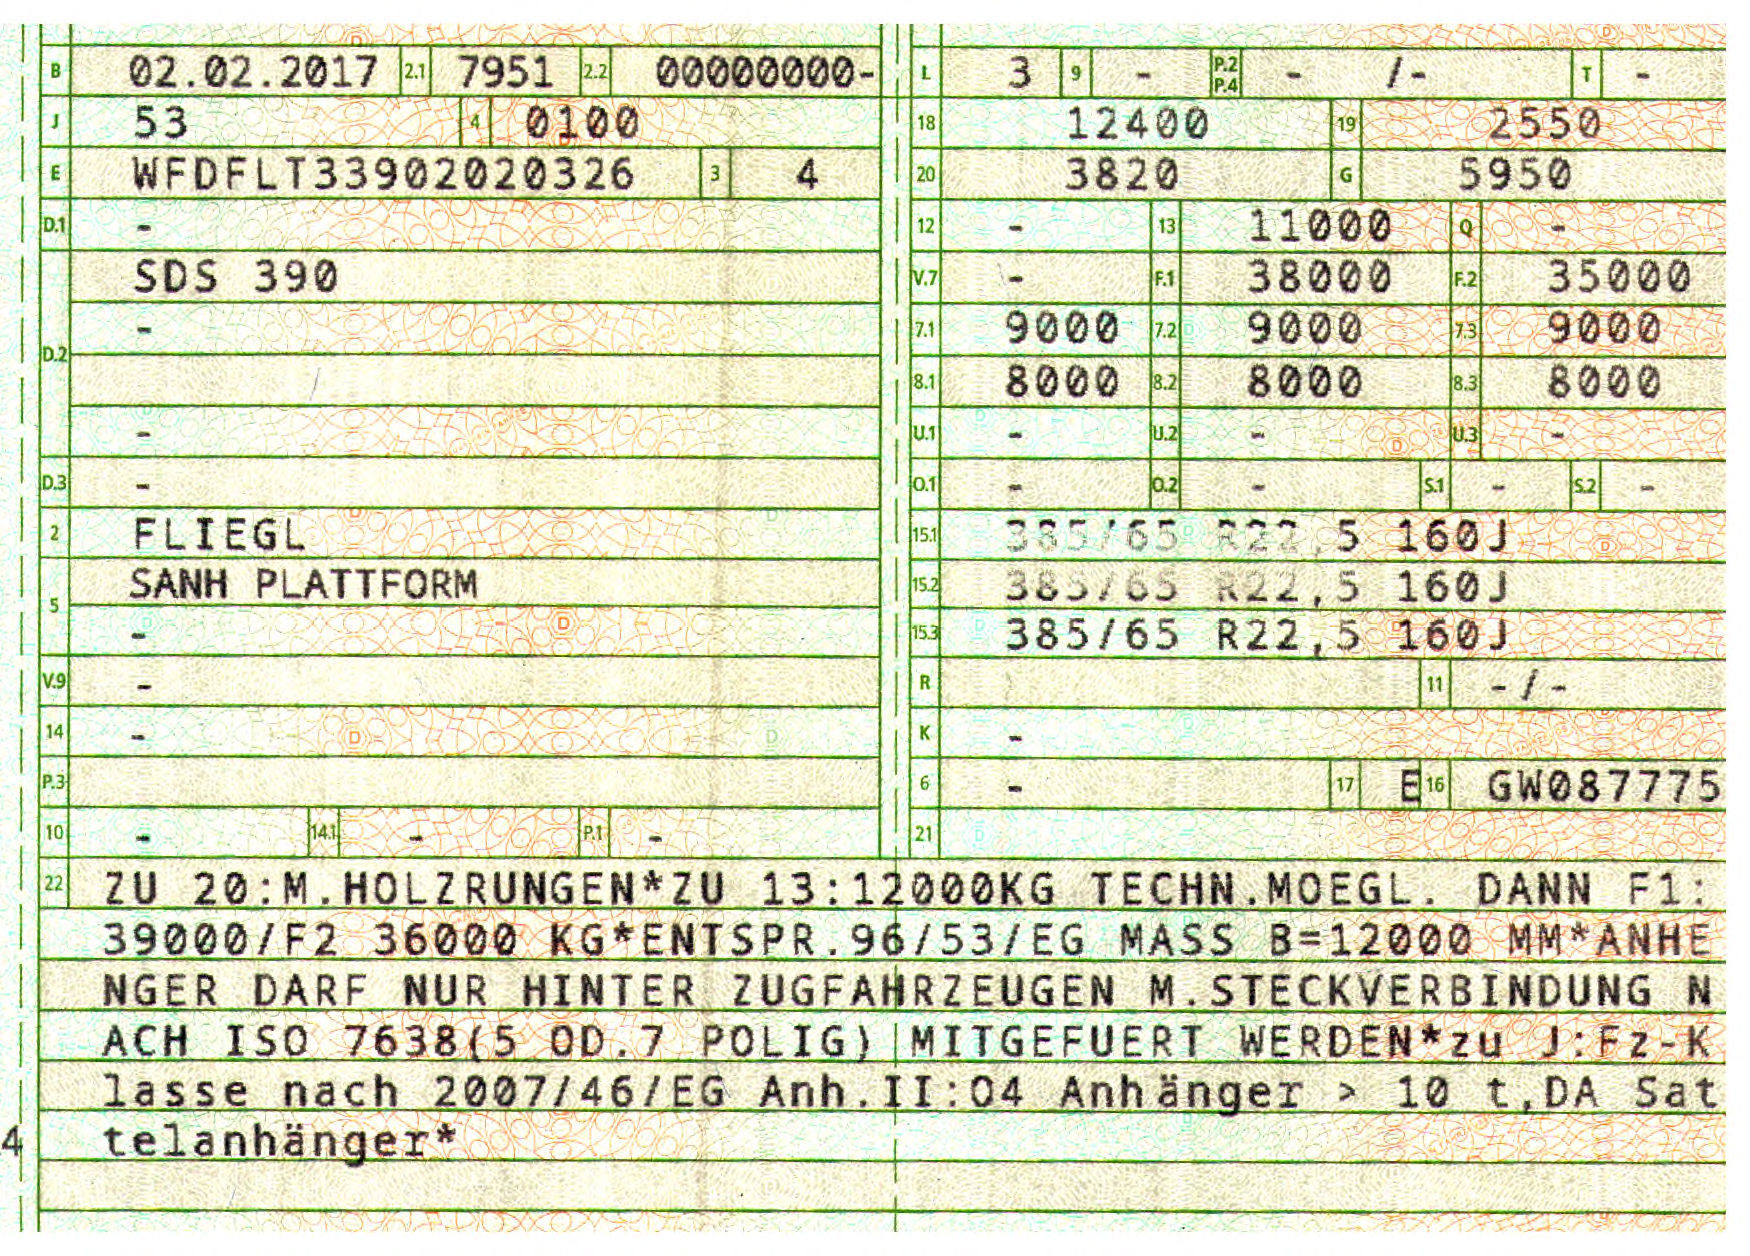 B 02.02.2017 2.1 7951 2.2 00000000-
J 53 4 0100
E WFDFLT33902020326 3 4
D.1 -
SDS 390
D.2 -
-
D.3 -
2 FLIEGL
SANH PLATTFORM
5 -
V.9 -
14 -
P.3
10 - 14.1 - P.1 -
L 3 9 - P.2 P.4 - /- T -
18 12400 19 2550
20 3820 G 5950
12 - 13 11000 Q -
V.7 - F.1 38000 F.2 35000
7.1 9000 7.2 9000 7.3 9000
8.1 8000 8.2 8000 8.3 8000
U.1 - U.2 - U.3 -
O.1 - O.2 - S.1 - S.2 -
15.1 385/65 R22,5 160J
15.2 385/65 R22,5 160J
15.3 385/65 R22,5 160J
R 11 -/-
K -
6 - 17 E 16 GW087775
21
22 ZU 20:M.HOLZRUNGEN*ZU 13:12000KG TECHN.MOEGL. DANN F1:
39000/F2 36000 KG*ENTSPR.96/53/EG MASS B=12000 MM*ANHE
NGER DARF NUR HINTER ZUGFAHRZEUGEN M.STECKVERBINDUNG N
ACH ISO 7638(5 OD.7 POLIG) MITGEFUERT WERDEN*zu J:Fz-K
lasse nach 2007/46/EG Anh.II:O4 Anhänger > 10 t,DA Sat
4 telanhänger*